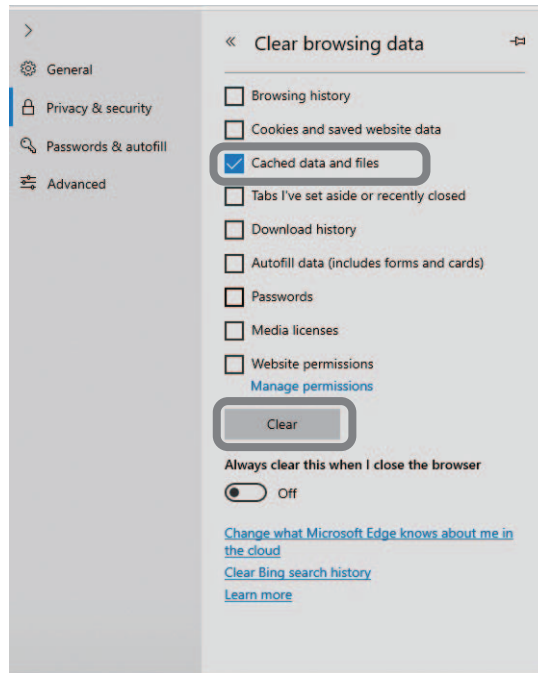 General
Privacy & security
Passwords & autofill
Advanced
Clear browsing data
Browsing history
Cookies and saved website data
Cached data and files
Tabs I've set aside or recently closed
Download history
Autofill data (includes forms and cards)
Passwords
Media licenses
Website permissions
Manage permissions
Clear
Always clear this when I close the browser
Off
Change what Microsoft Edge knows about me in
the cloud
Clear Bing search history
Learn more